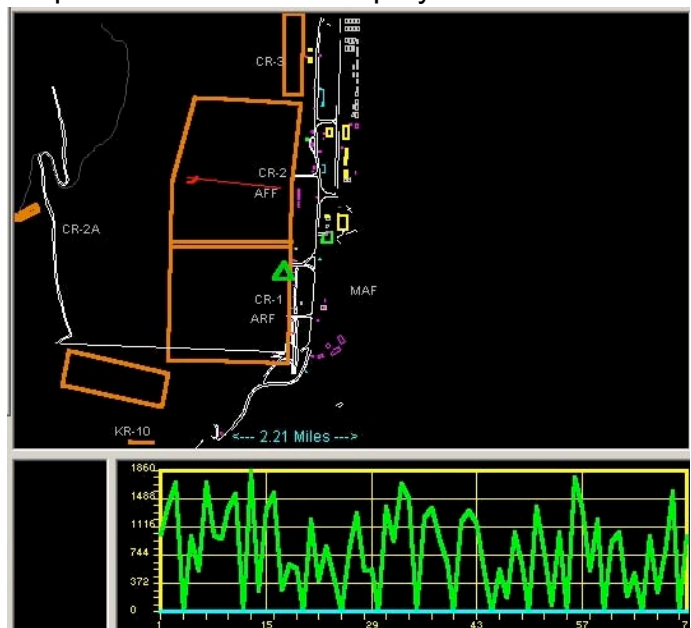 CR-3
CR-2
AFF
CR-2A
CR-1
MAF
ARF
KR-10
<--- 2.21 Miles --->
1860
1488
1116
744
372
0
1 15 29 43 57 7